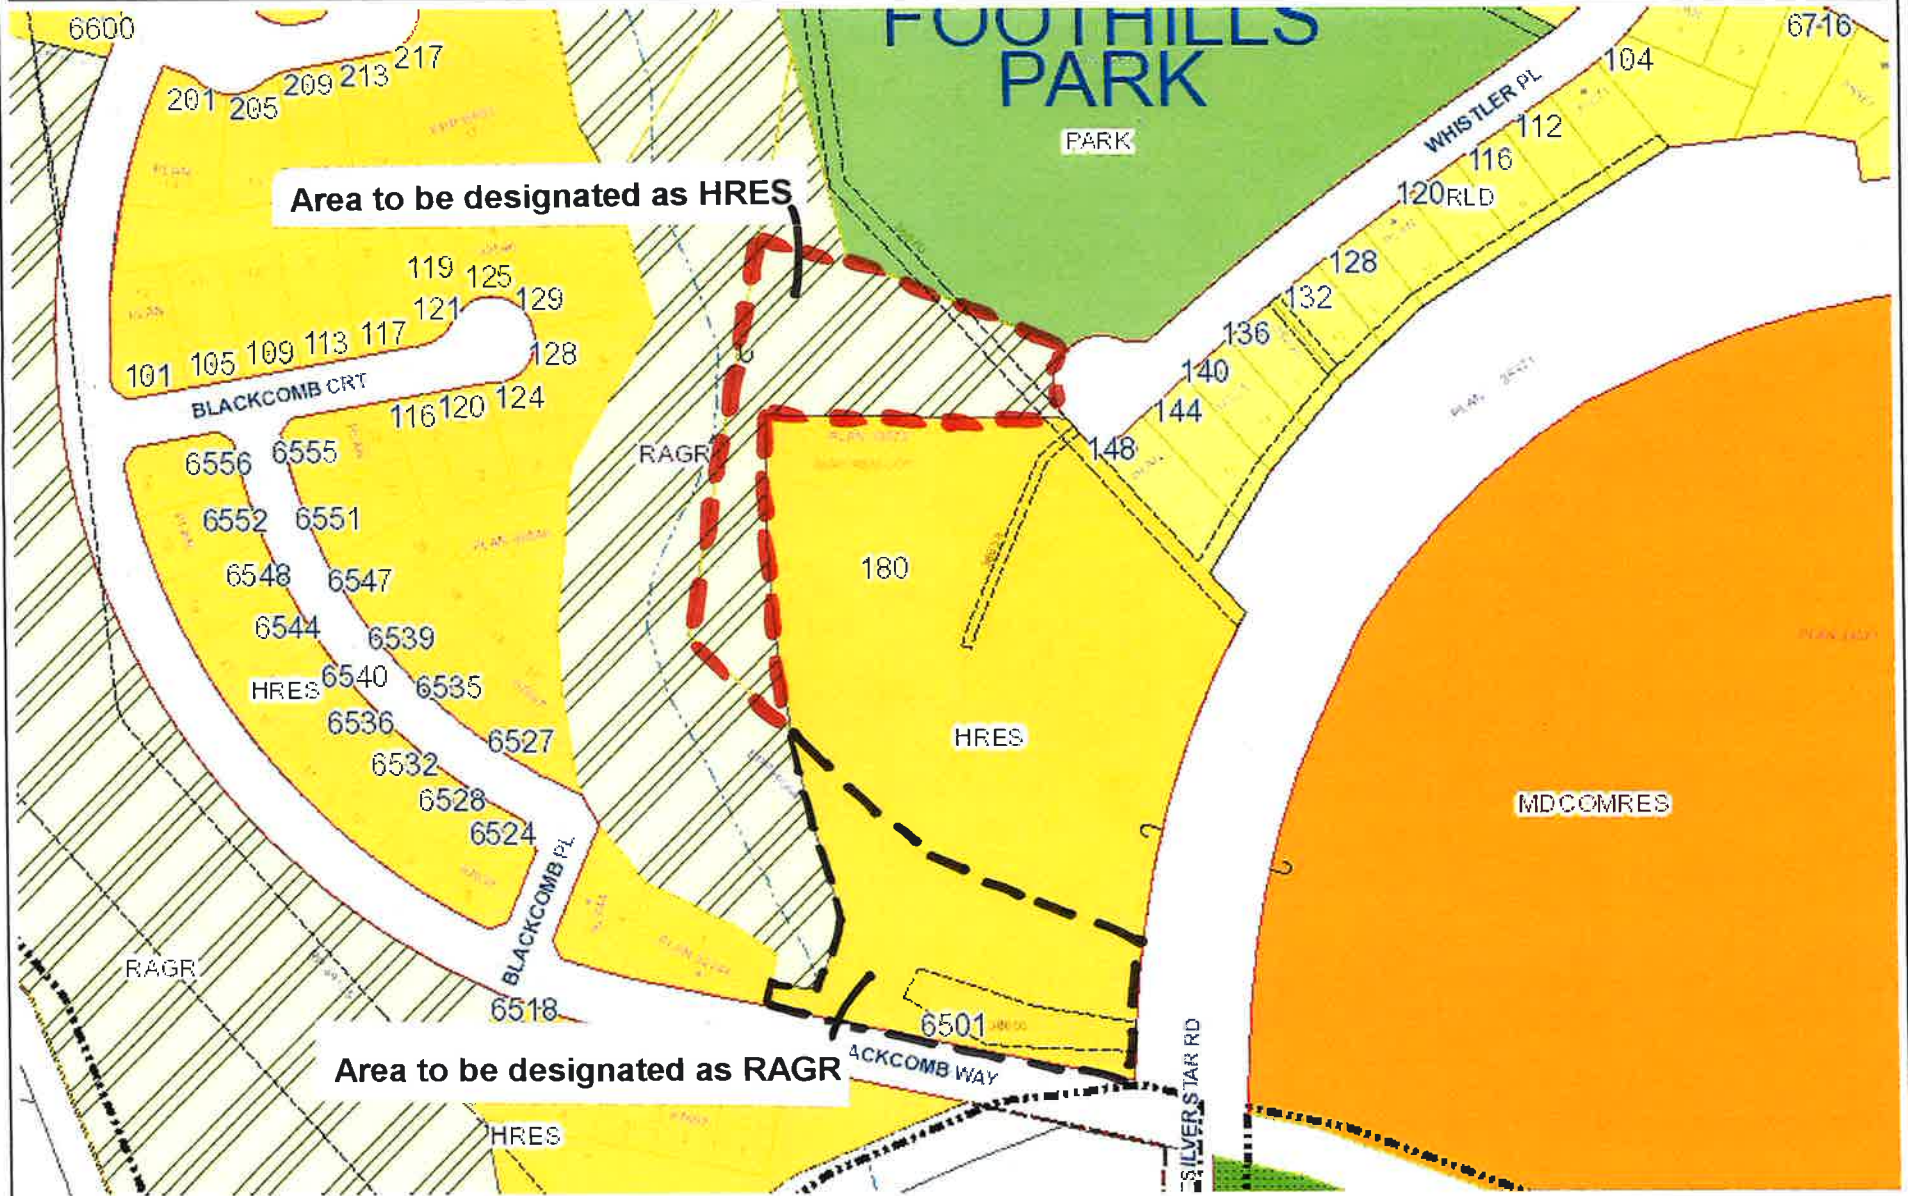 6600
FOOTHILLS
PARK
6716
217
213
209
205
201
104
WHISTLER PL
112
PARK
116
120
RLD
Area to be designated as HRES
128
132
119
125
129
121
136
117
113
109
105
101
128
140
BLACKCOMB CRT
124
120
116
144
148
6556
6555
RAGR
6552
6551
180
6548
6547
6544
6539
HRES
6540
6535
6536
6527
HRES
6532
6528
6524
MDCOMRES
BLACKCOMB PL
RAGR
6518
6501
Area to be designated as RAGR
ACKCOMB WAY
SILVER STAR RD
HRES